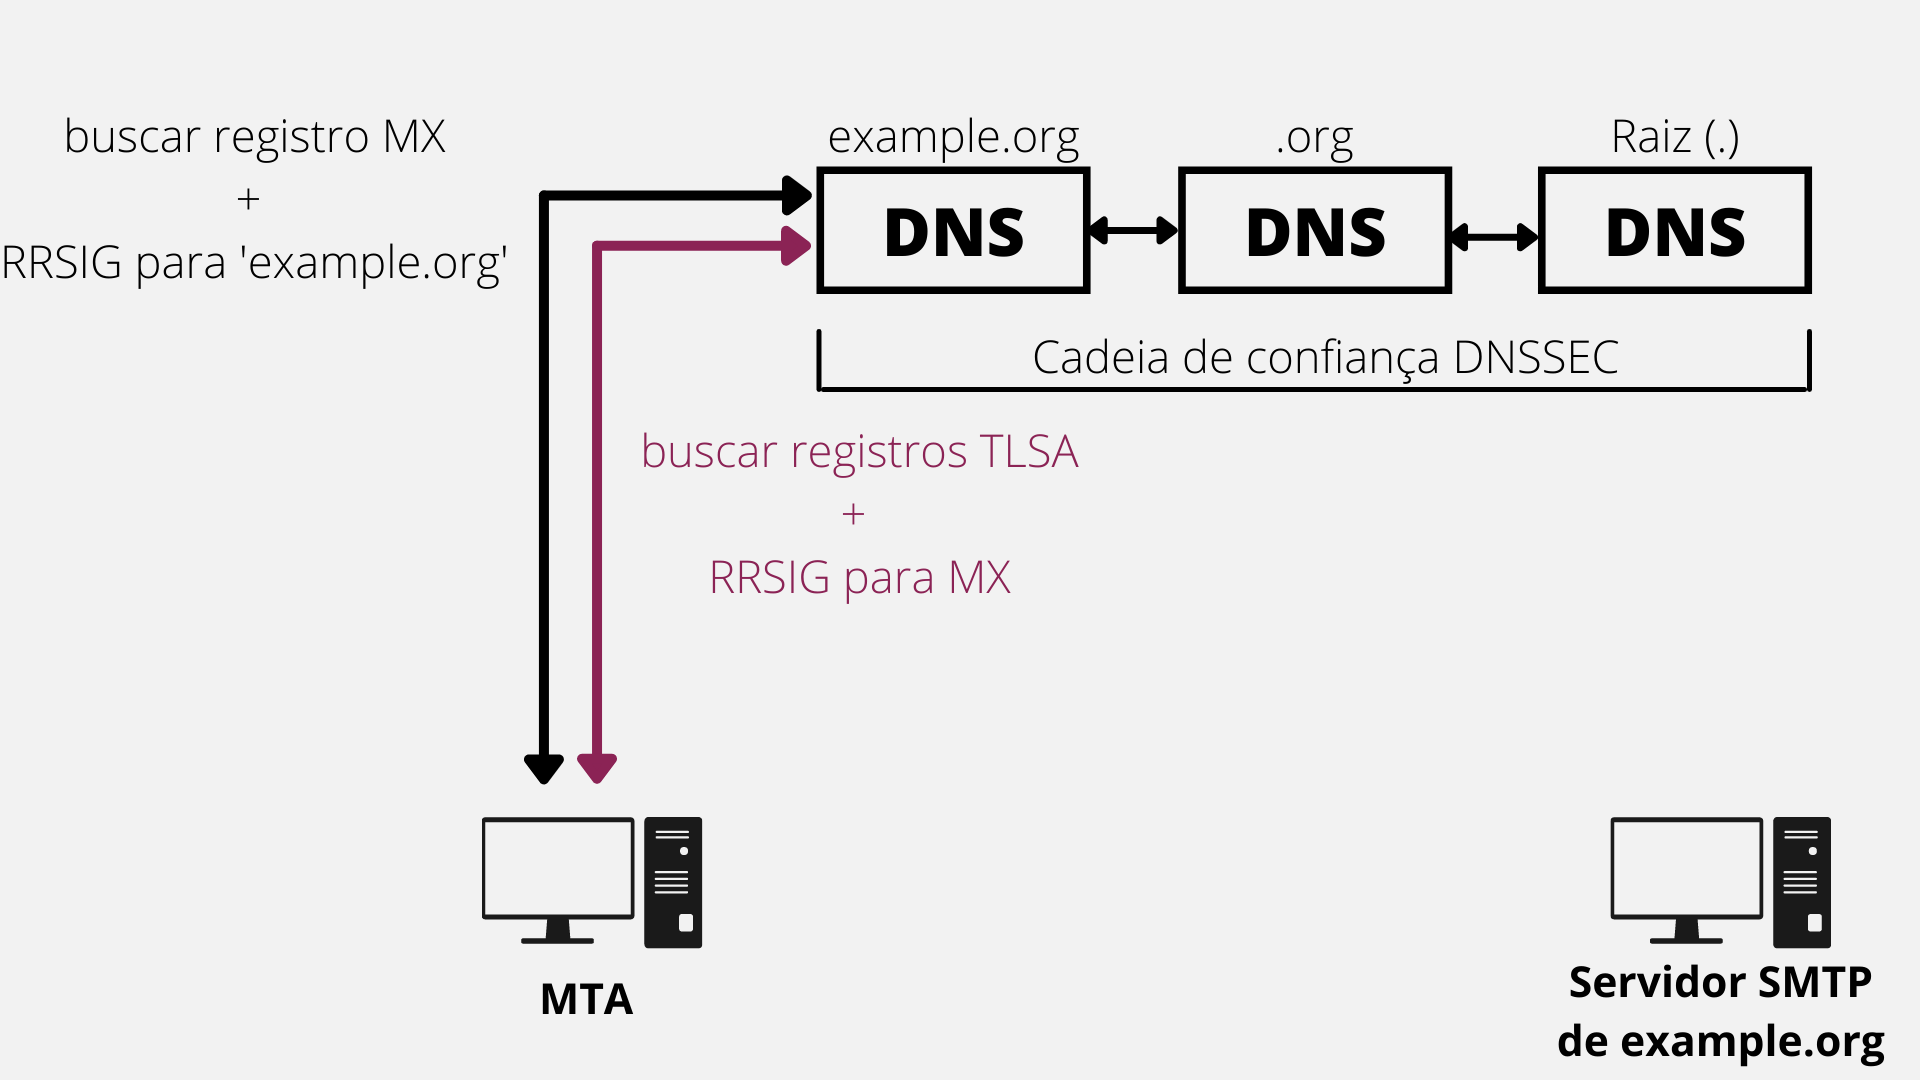 buscar registro MX
+
RRSIG para 'example.org'
example.org
.org
Raiz (.)
DNS
DNS
DNS
Cadeia de confiança DNSSEC
buscar registros TLSA
+
RRSIG para MX
MTA
Servidor SMTP
de example.org